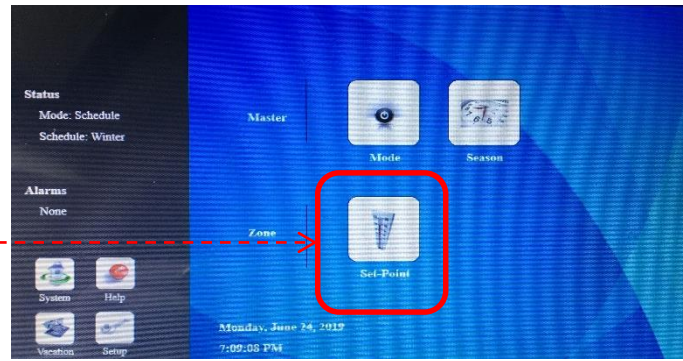 Status
Mode: Schedule
Schedule: Winter
Alarms
None
System
Help
Vacation
Setup
Master
Mode
Season
Zone
Set-Point
Monday, June 24, 2019
7:09:08 PM